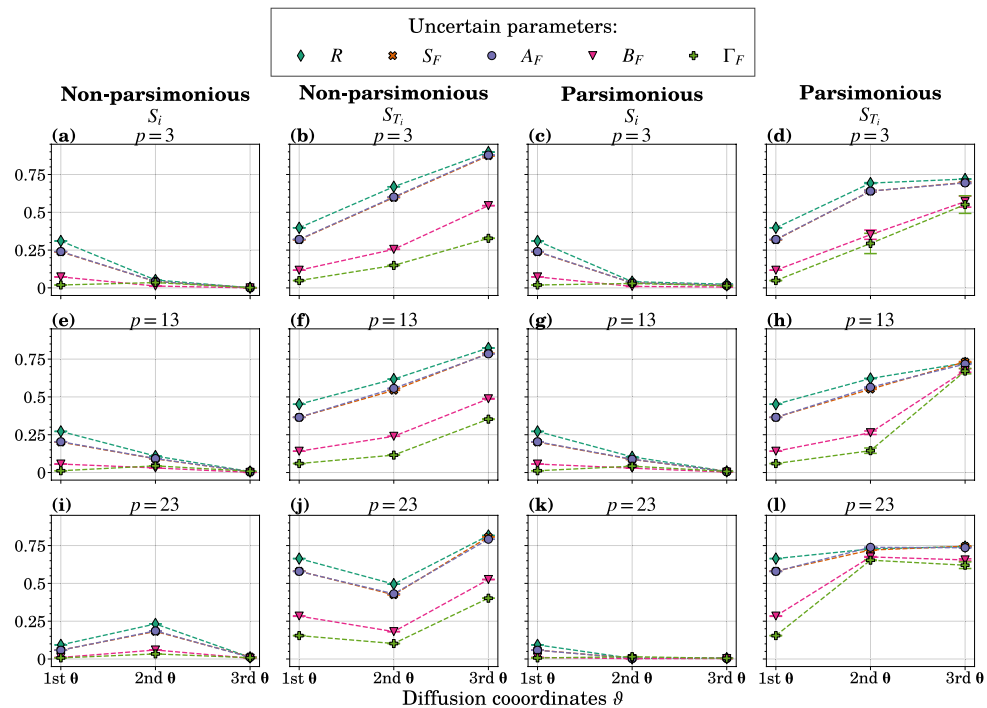 Uncertain parameters:
R S_F A_F B_F Γ_F
Non-parsimonious Non-parsimonious Parsimonious Parsimonious
S_i S_{T_i} S_i S_{T_i}
(a) p = 3 (b) p = 3 (c) p = 3 (d) p = 3
0.75
0.5
0.25
0
(e) p = 13 (f) p = 13 (g) p = 13 (h) p = 13
0.75
0.5
0.25
0
(i) p = 23 (j) p = 23 (k) p = 23 (l) p = 23
0.75
0.5
0.25
0
1st θ 2nd θ 3rd θ 1st θ 2nd θ 3rd θ 1st θ 2nd θ 3rd θ 1st θ 2nd θ 3rd θ
Diffusion coordinates ϑ